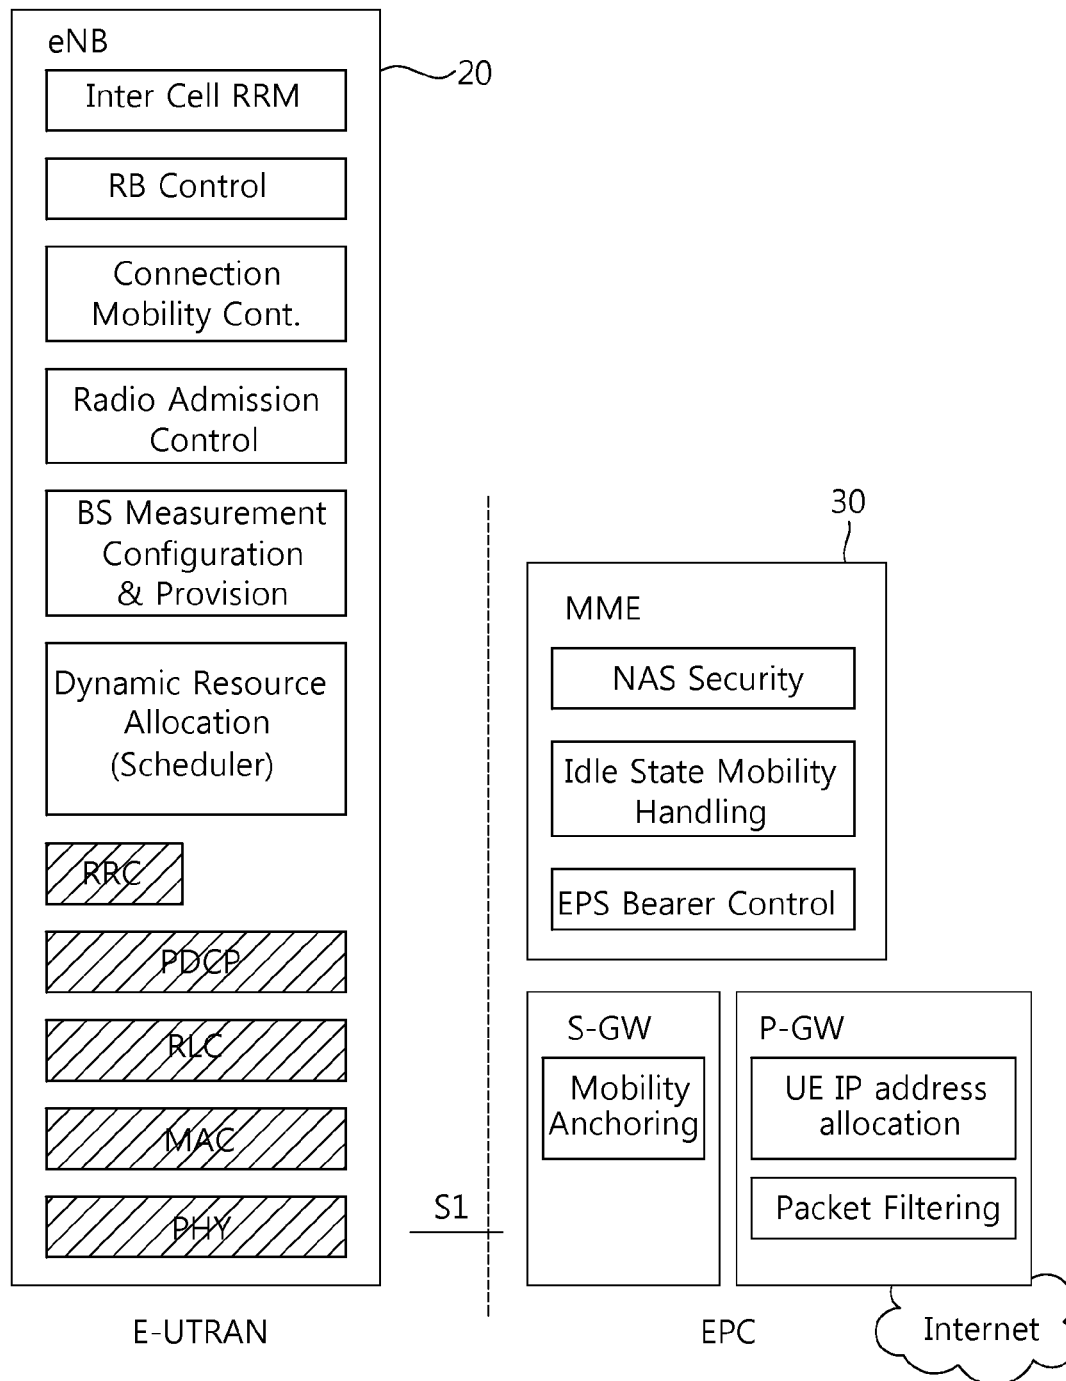 eNB
20
Inter Cell RRM
RB Control
Connection
Mobility Cont.
Radio Admission
Control
BS Measurement
Configuration
& Provision
Dynamic Resource
Allocation
(Scheduler)
RRC
PDCP
RLC
MAC
PHY
E-UTRAN
S1
30
MME
NAS Security
Idle State Mobility
Handling
EPS Bearer Control
S-GW
Mobility
Anchoring
P-GW
UE IP address
allocation
Packet Filtering
EPC
Internet